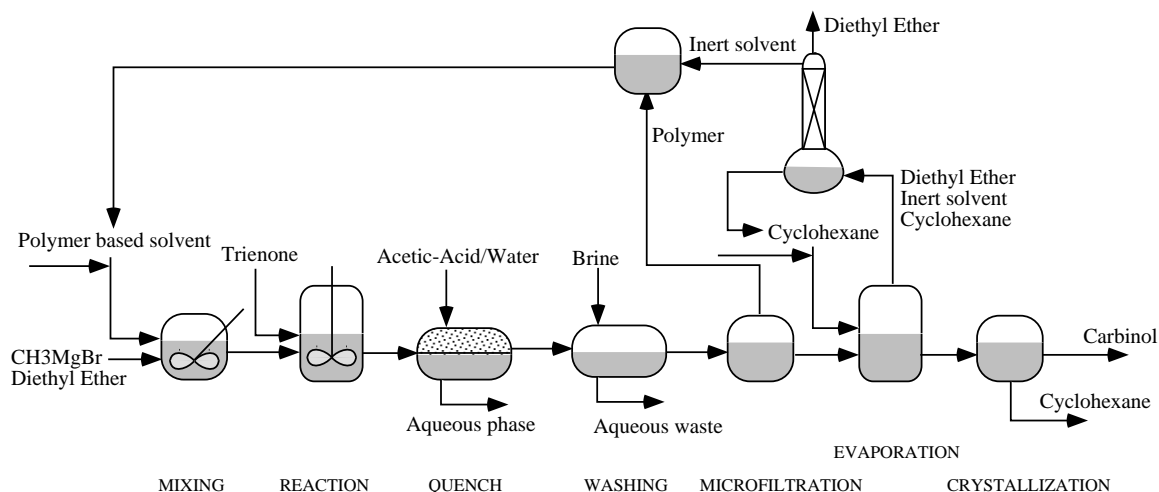 Diethyl Ether
Inert solvent
Polymer
Diethyl Ether
Inert solvent
Cyclohexane
Polymer based solvent
Trienone
Acetic-Acid/Water
Brine
Cyclohexane
CH3MgBr
Diethyl Ether
Carbinol
Aqueous phase
Aqueous waste
Cyclohexane
EVAPORATION
MIXING
REACTION
QUENCH
WASHING
MICROFILTRATION
CRYSTALLIZATION